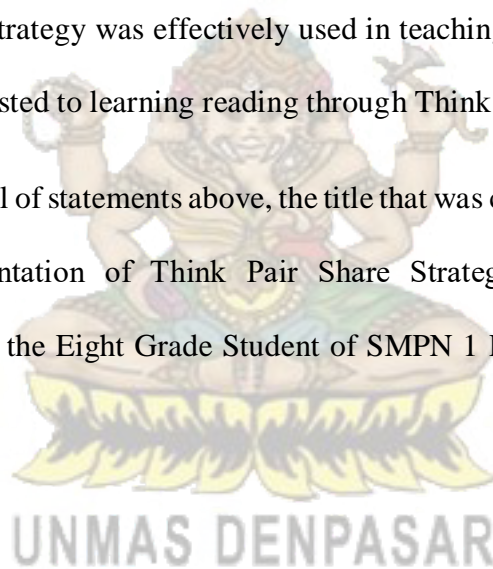 trategy was effectively used in teaching
sted to learning reading through Think
l of statements above, the title that was
ntation of Think Pair Share Strateg
the Eight Grade Student of SMPN 1
UNMAS DENPASAR